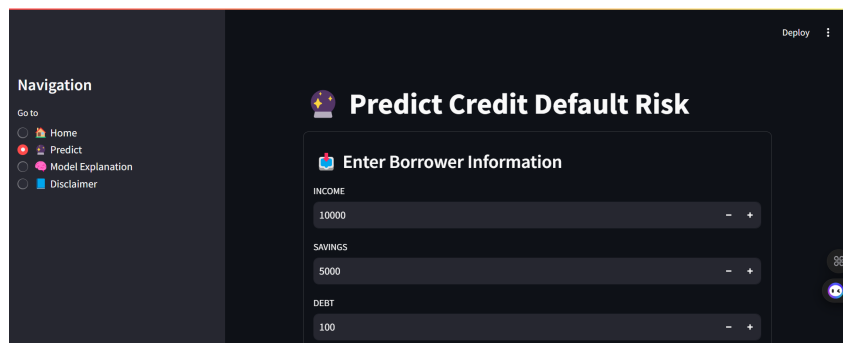 Deploy
Navigation
Go to
Home
Predict
Model Explanation
Disclaimer
Predict Credit Default Risk
Enter Borrower Information
INCOME
10000
SAVINGS
5000
DEBT
100